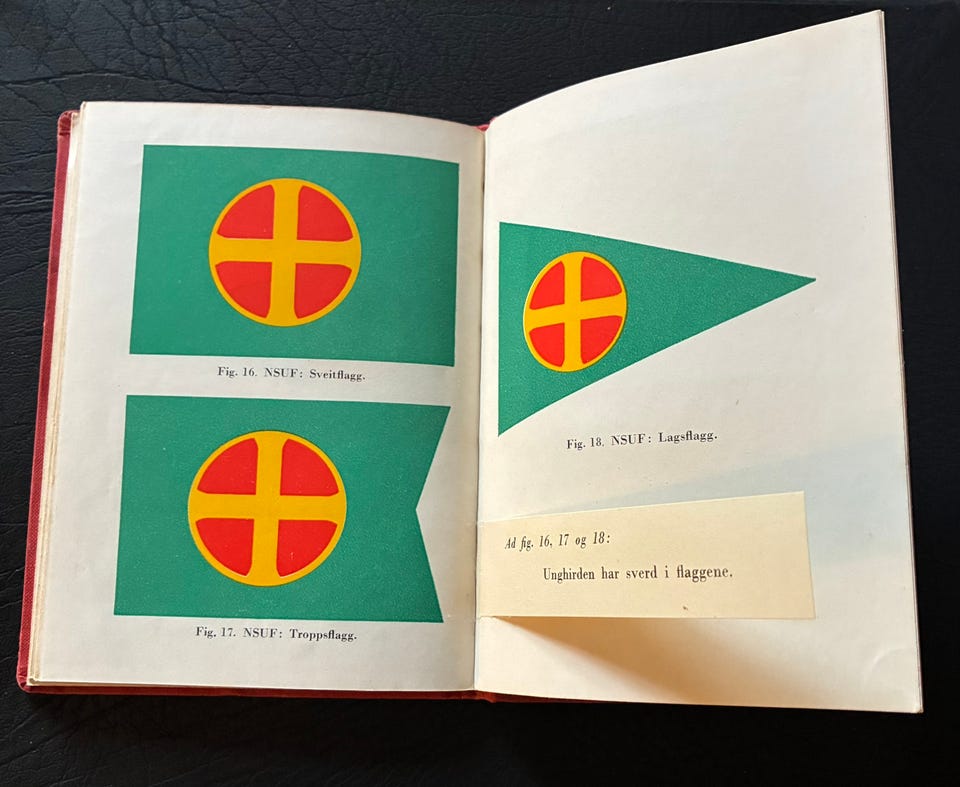 Fig. 16. NSUF: Sveitflagg.
Fig. 17. NSUF: Troppsflagg.
Fig. 18. NSUF: Lagsflagg.
Ad fig. 16, 17 og 18:
Unghirden har sverd i flaggene.